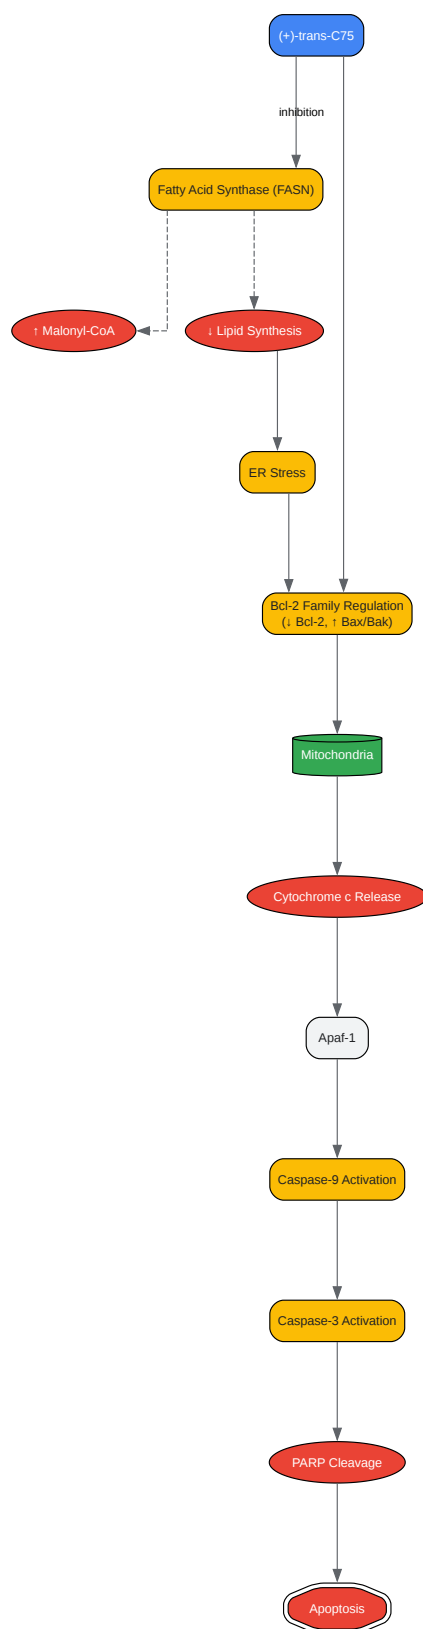 (+)-trans-C75
inhibition
Fatty Acid Synthase (FASN)
↑ Malonyl-CoA
↓ Lipid Synthesis
ER Stress
Bcl-2 Family Regulation
(↓ Bcl-2, ↑ Bax/Bak)
Mitochondria
Cytochrome c Release
Apaf-1
Caspase-9 Activation
Caspase-3 Activation
PARP Cleavage
Apoptosis